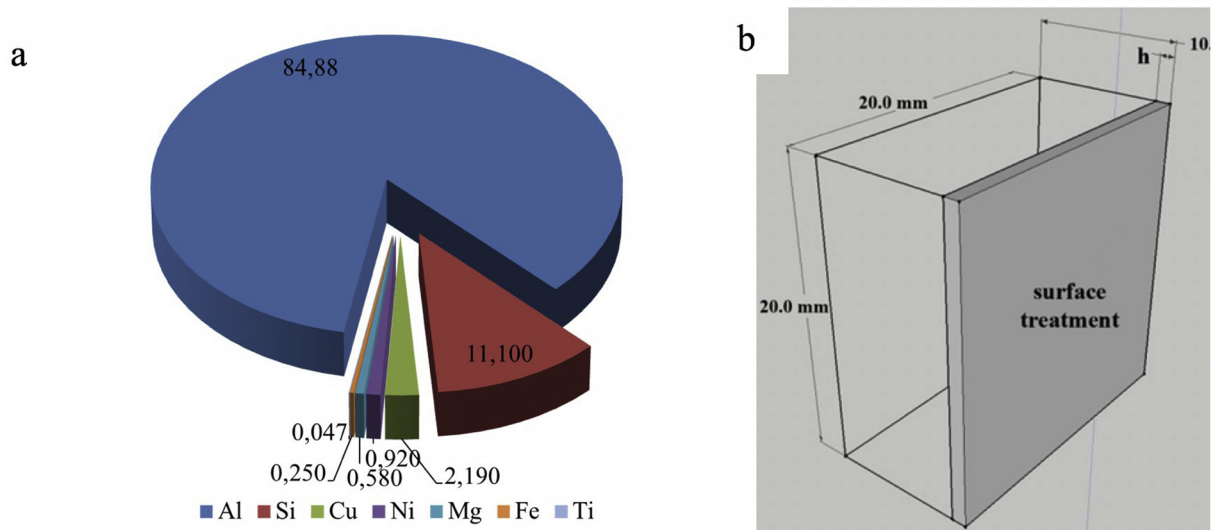 a
84,88
11,100
0,047
0,920
0,250
0,580
2,190
Al Si Cu Ni Mg Fe Ti
b
10.
h
20.0 mm
20.0 mm
surface
treatment